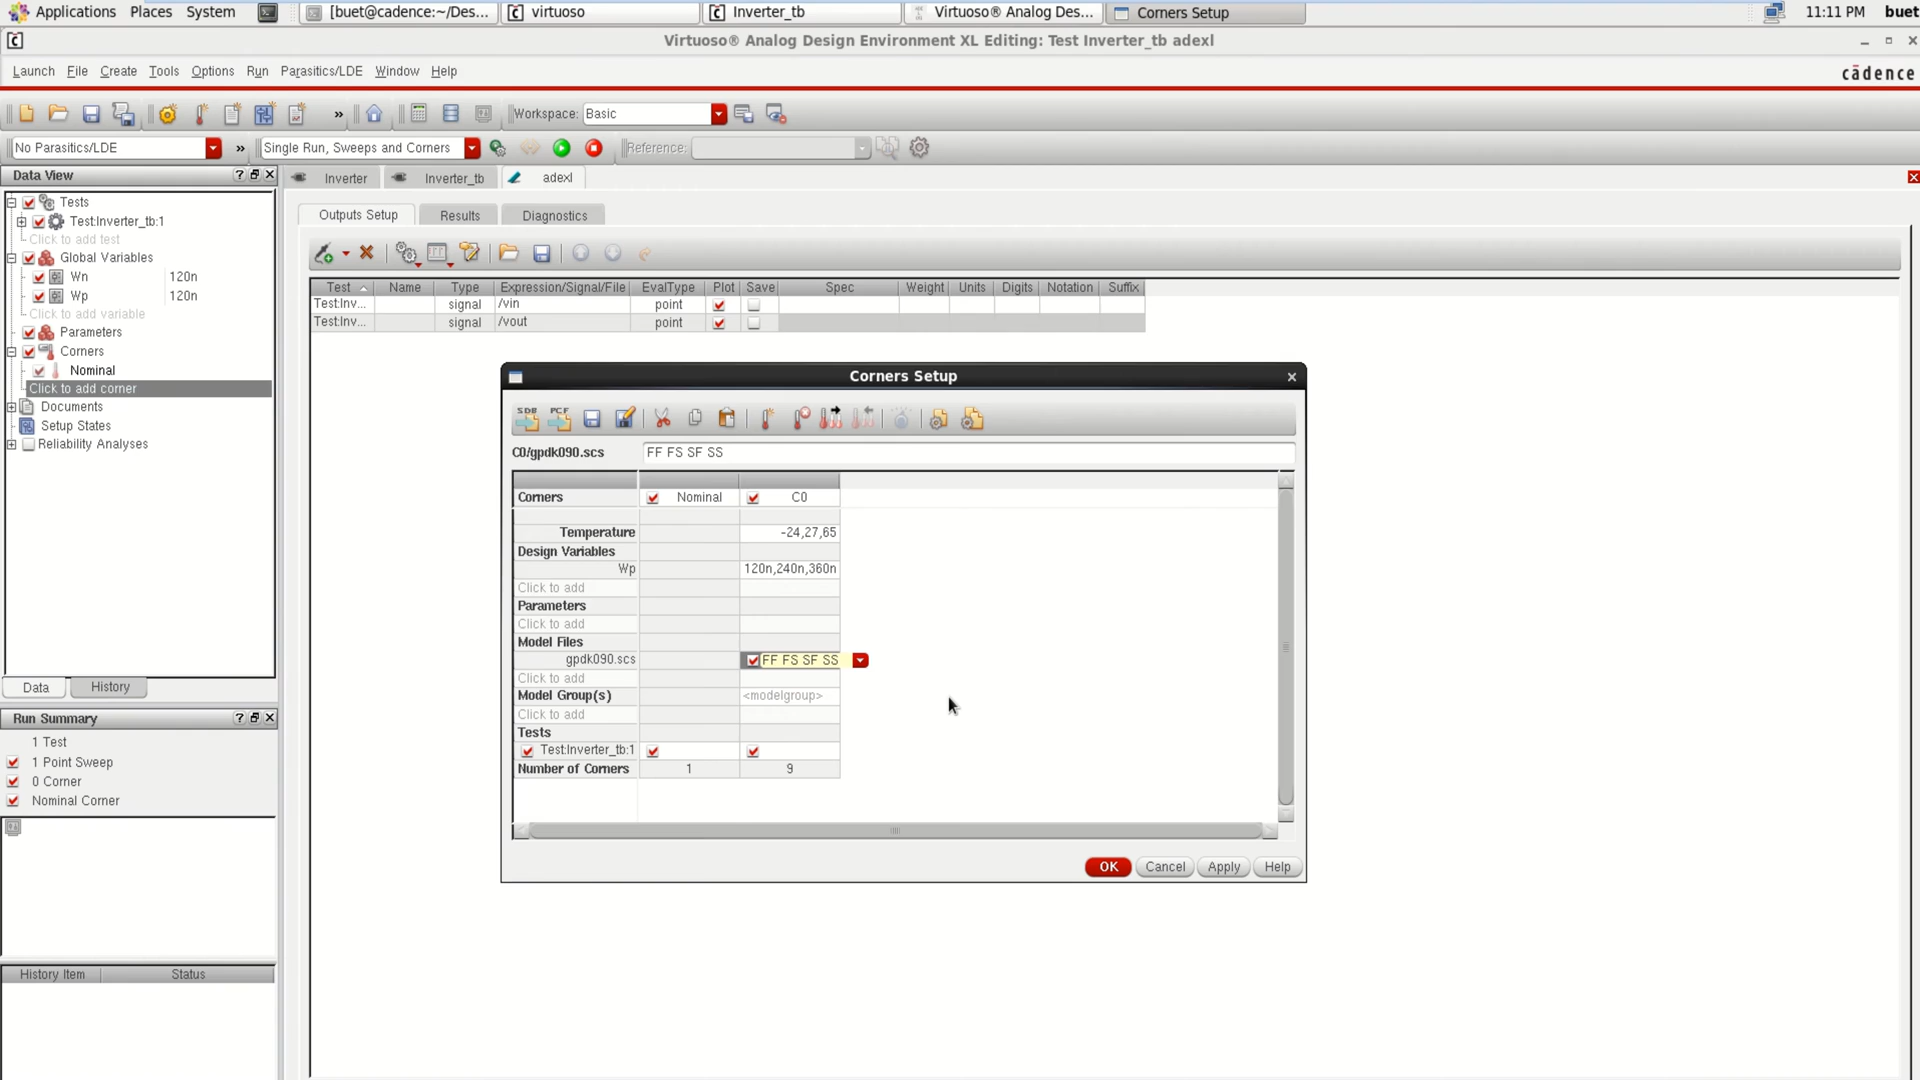 Applications Places System [buet@cadence:~/Des... virtuoso Inverter_tb Virtuoso® Analog Des... Corners Setup 11:11 PM buet
Virtuoso® Analog Design Environment XL Editing: Test Inverter_tb adexl
Launch File Create Tools Options Run Parasitics/LDE Window Help cādence
» Workspace: Basic
No Parasitics/LDE » Single Run, Sweeps and Corners Reference:
Data View
Inverter Inverter_tb adexl
Tests
Test:Inverter_tb:1
Click to add test
Global Variables
Wn 120n
Wp 120n
Click to add variable
Parameters
Corners
Nominal
Click to add corner
Documents
Setup States
Reliability Analyses
Data History
Run Summary
1 Test
1 Point Sweep
0 Corner
Nominal Corner
History Item Status
Outputs Setup Results Diagnostics
Test Name Type Expression/Signal/File EvalType Plot Save Spec Weight Units Digits Notation Suffix
Test:Inv... signal /vin point
Test:Inv... signal /vout point
Corners Setup
SDB PCF
C0/gpdk090.scs FF FS SF SS
Corners Nominal C0
Temperature -24,27,65
Design Variables
Wp 120n,240n,360n
Click to add
Parameters
Click to add
Model Files
gpdk090.scs FF FS SF SS
Click to add
Model Group(s) <modelgroup>
Click to add
Tests
Test:Inverter_tb:1
Number of Corners 1 9
OK Cancel Apply Help